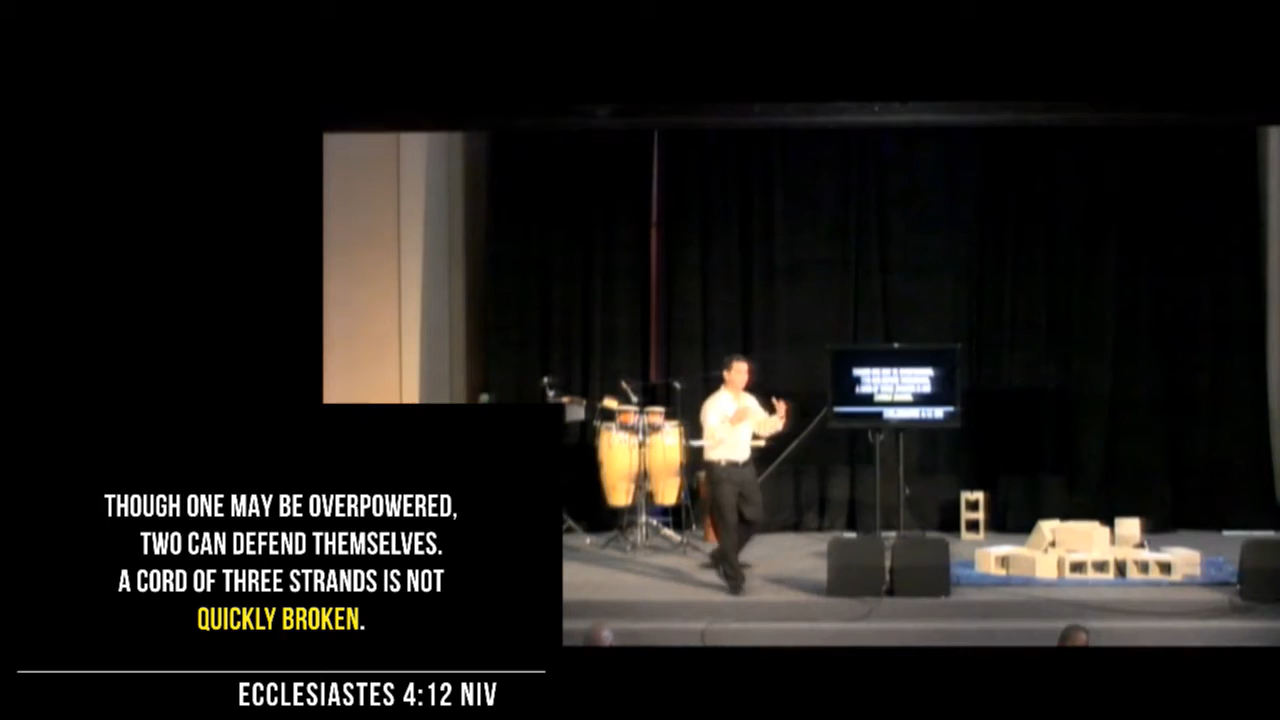 THOUGH ONE MAY BE OVERPOWERED,
TWO CAN DEFEND THEMSELVES.
A CORD OF THREE STRANDS IS NOT
QUICKLY BROKEN.
ECCLESIASTES 4:12 NIV